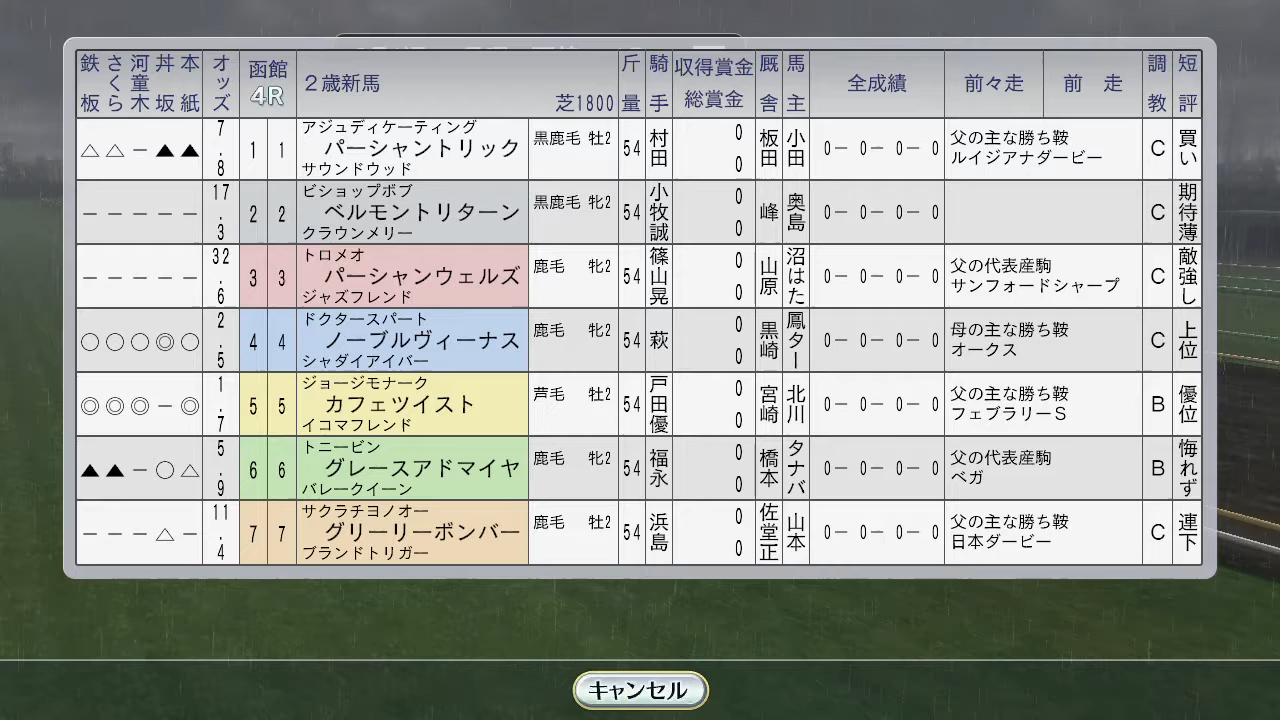 鉄板 さくら 河童木 丼坂 本紙 オッズ 函館4R 2歳新馬 芝1800 斤量 騎手 収得賞金 総賞金 厩舎 馬主 全成績 前々走 前走 調教 短評
△ △ － ▲ ▲ 7.8 1 1 アジュディケーティング
パーシャントリック 黒鹿毛 牡2 54 村田 0 0 板田 小田 0－ 0－ 0－ 0 父の主な勝ち鞍
サウンドウッド ルイジアナダービー C 買い
－ － － － － 17.3 2 2 ビショップボブ
ベルモントリターン 黒鹿毛 牝2 54 小牧誠 0 0 峰 奥島 0－ 0－ 0－ 0
クラウンメリー C 期待薄
－ － － － － 32.6 3 3 トロメオ
パーシャンウェルズ 鹿毛 牝2 54 篠山晃 0 0 山原 沼はた 0－ 0－ 0－ 0 父の代表産駒
ジャズフレンド サンフォードシャープ C 敵強し
○ ○ ○ ◎ ○ 2.5 4 4 ドクタースパート
ノーブルヴィーナス 鹿毛 牝2 54 萩 0 0 黒崎 鳳ター 0－ 0－ 0－ 0 母の主な勝ち鞍
シャダイアイバー オークス C 上位
◎ ◎ ◎ － ◎ 1.7 5 5 ジョージモナーク
カフェツイスト 芦毛 牡2 54 戸田優 0 0 宮崎 北川 0－ 0－ 0－ 0 父の主な勝ち鞍
イコマフレンド フェブラリーS B 優位
▲ ▲ － ○ △ 5.9 6 6 トニービン
グレースアドマイヤ 鹿毛 牝2 54 福永 0 0 橋本 タナバ 0－ 0－ 0－ 0 父の代表産駒
バレークイーン ベガ B 悔れず
－ － － △ － 11.4 7 7 サクラチヨノオー
グリーリーボンバー 鹿毛 牡2 54 浜島 0 0 佐堂正 山本 0－ 0－ 0－ 0 父の主な勝ち鞍
ブランドトリガー 日本ダービー C 連下
キャンセル